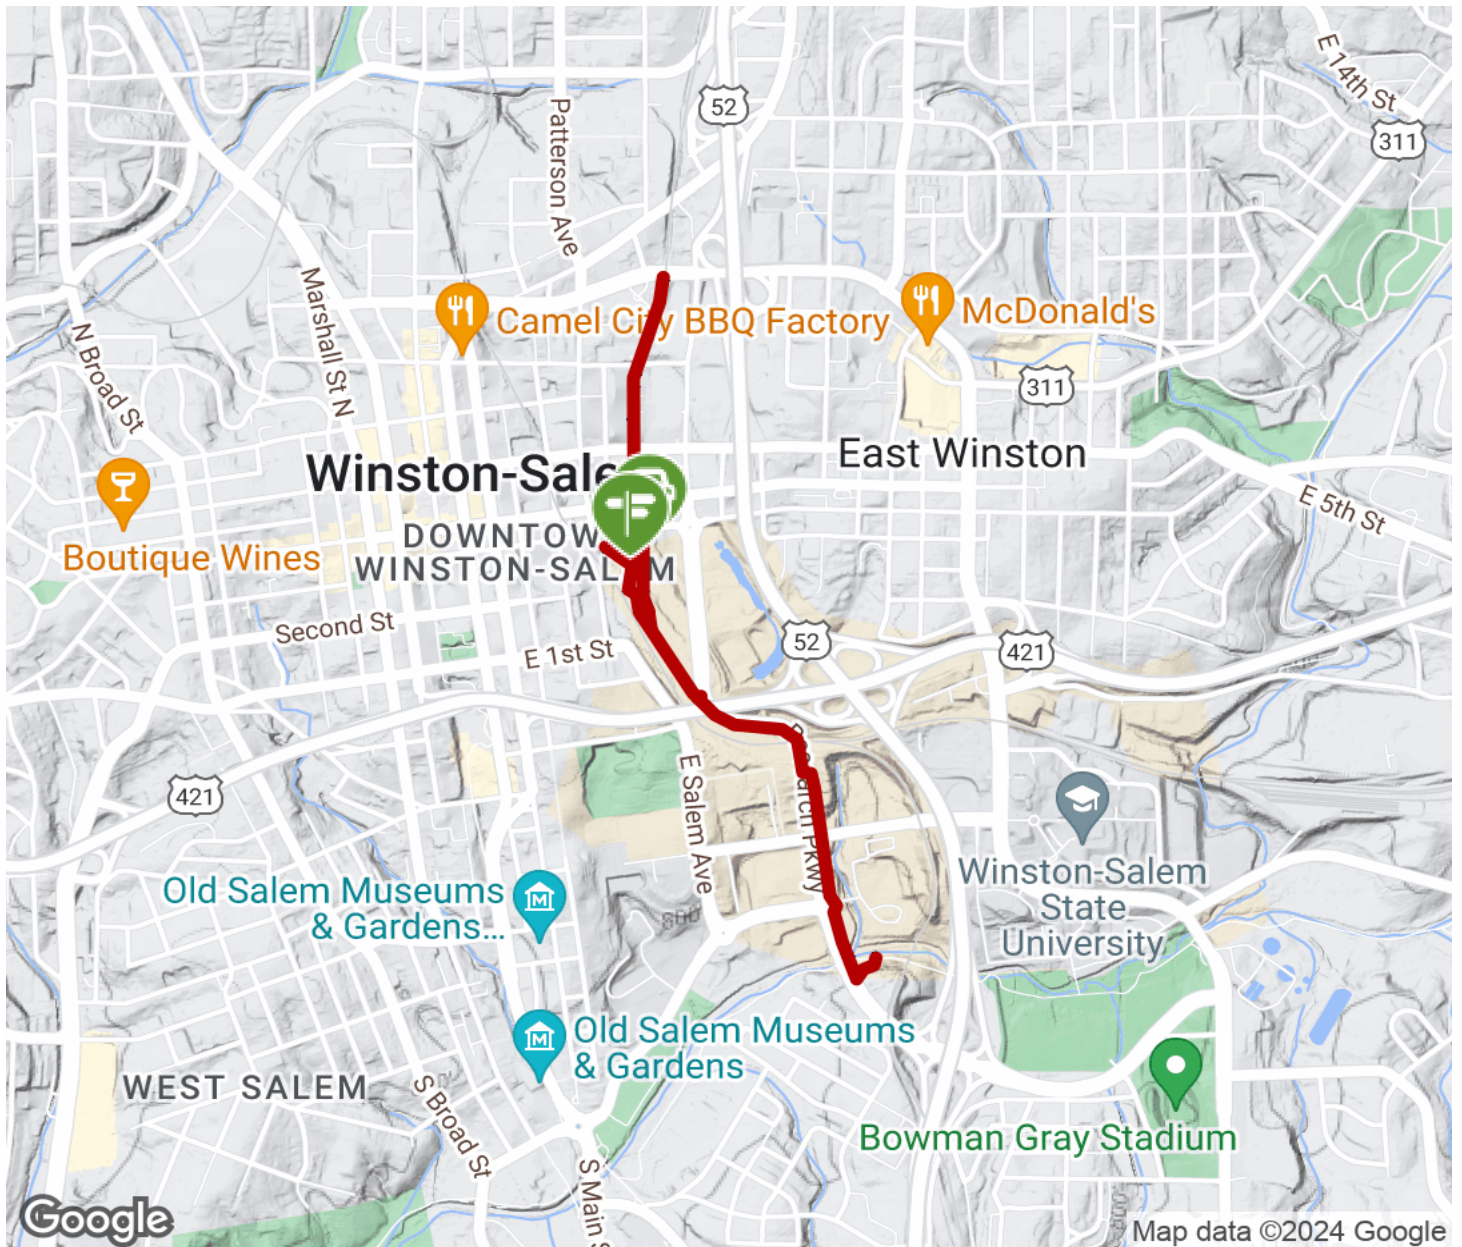 E 14th St
52
311
Patterson Ave
Marshall St N
Camel City BBQ Factory
McDonald's
N Broad St
311
Winston-Sale
East Winston
E 5th St
DOWNTOW
WINSTON-SALEM
Boutique Wines
Second St
E 1st St
52
421
421
E Salem Ave
Research Pkwy
Winston-Salem
State
University
Old Salem Museums
& Gardens...
Old Salem Museums
& Gardens
WEST SALEM
S Broad St
Bowman Gray Stadium
S Main S
Google
Map data ©2024 Google